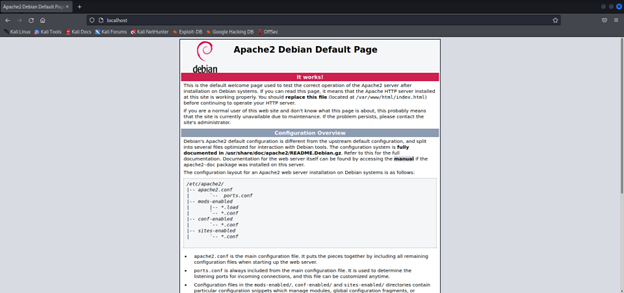 Apache2 Debian Default Pag
localhost
Kali Linux Kali Tools Kali Docs Kali Forums Kali NetHunter Exploit-DB Google Hacking DB OffSec
debian
Apache2 Debian Default Page
It works!
This is the default welcome page used to test the correct operation of the Apache2 server after
installation on Debian systems. If you can read this page, it means that the Apache HTTP server installed
at this site is working properly. You should replace this file (located at /var/www/html/index.html)
before continuing to operate your HTTP server.
If you are a normal user of this web site and don't know what this page is about, this probably means
that the site is currently unavailable due to maintenance. If the problem persists, please contact the
site's administrator.
Configuration Overview
Debian's Apache2 default configuration is different from the upstream default configuration, and split
into several files optimized for interaction with Debian tools. The configuration system is fully
documented in /usr/share/doc/apache2/README.Debian.gz. Refer to this for the full
documentation. Documentation for the web server itself can be found by accessing the manual if the
apache2-doc package was installed on this server.
The configuration layout for an Apache2 web server installation on Debian systems is as follows:
/etc/apache2/
|-- apache2.conf
|       `--  ports.conf
|-- mods-enabled
|       |-- *.load
|       `-- *.conf
|-- conf-enabled
|       `-- *.conf
|-- sites-enabled
|       `-- *.conf
• apache2.conf is the main configuration file. It puts the pieces together by including all remaining
configuration files when starting up the web server.
• ports.conf is always included from the main configuration file. It is used to determine the
listening ports for incoming connections, and this file can be customized anytime.
• Configuration files in the mods-enabled/, conf-enabled/ and sites-enabled/ directories contain
particular configuration snippets which manage modules, global configuration fragments, or